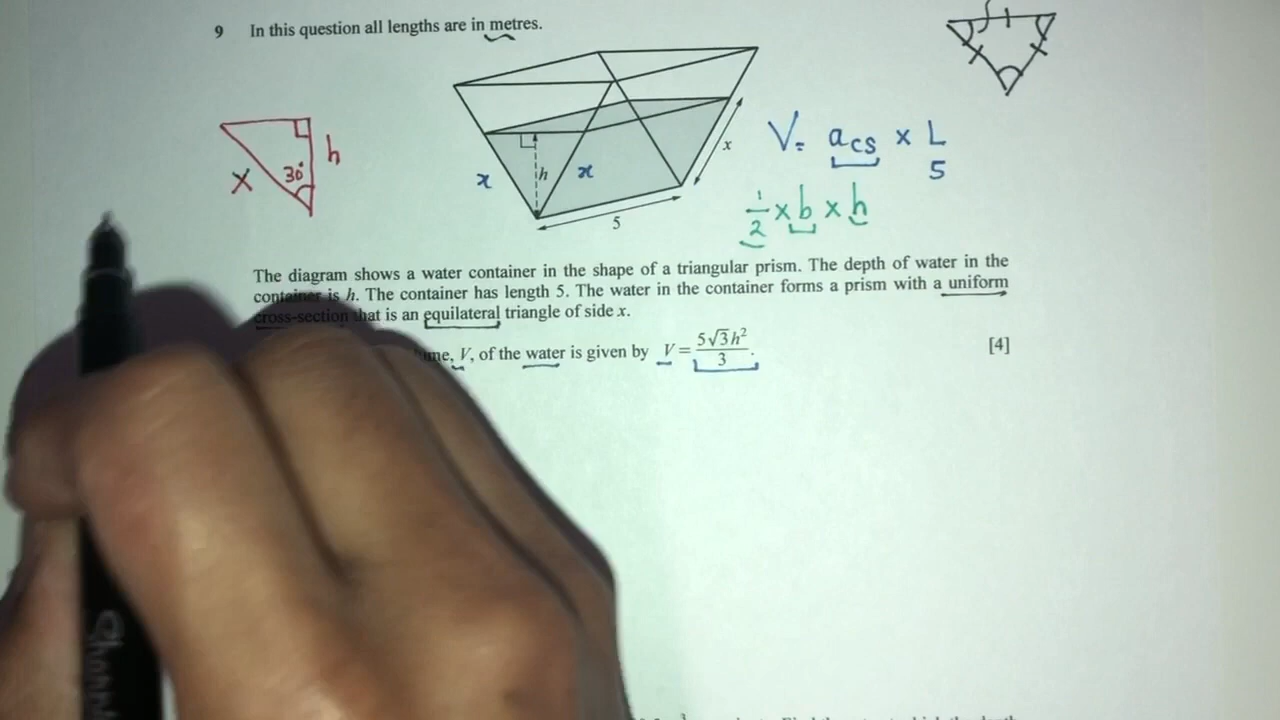 9 In this question all lengths are in metres.
x
30°
h
x
h
x
5
x
V = acs x L
5
1/2 x b x h
The diagram shows a water container in the shape of a triangular prism. The depth of water in the
container is h. The container has length 5. The water in the container forms a prism with a uniform
cross-section that is an equilateral triangle of side x.
V, of the water is given by V = 5√3h²/3. [4]